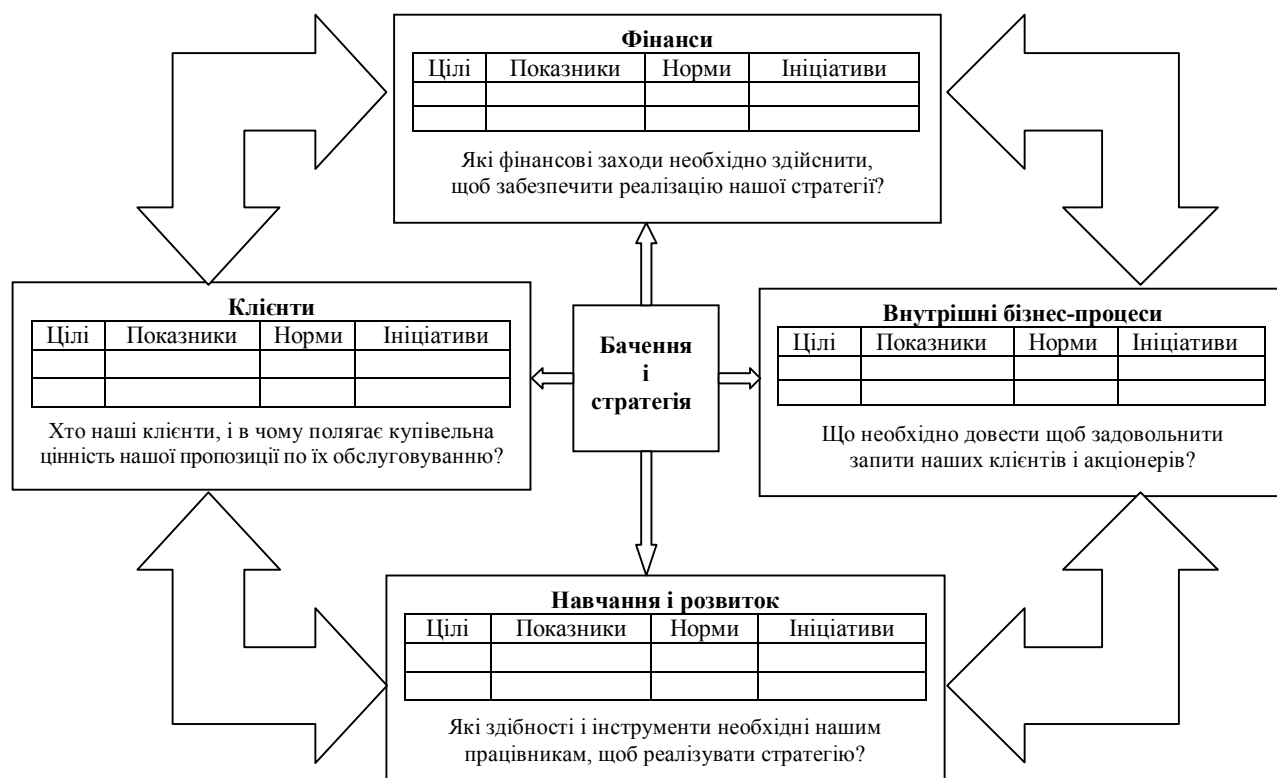 Фінанси
Цілі Показники Норми Ініціативи
Які фінансові заходи необхідно здійснити,
щоб забезпечити реалізацію нашої стратегії?
Клієнти
Цілі Показники Норми Ініціативи
Хто наші клієнти, і в чому полягає купівельна
цінність нашої пропозиції по їх обслуговуванню?
Бачення
і
стратегія
Внутрішні бізнес-процеси
Цілі Показники Норми Ініціативи
Що необхідно довести щоб задовольнити
запити наших клієнтів і акціонерів?
Навчання і розвиток
Цілі Показники Норми Ініціативи
Які здібності і інструменти необхідні нашим
працівникам, щоб реалізувати стратегію?